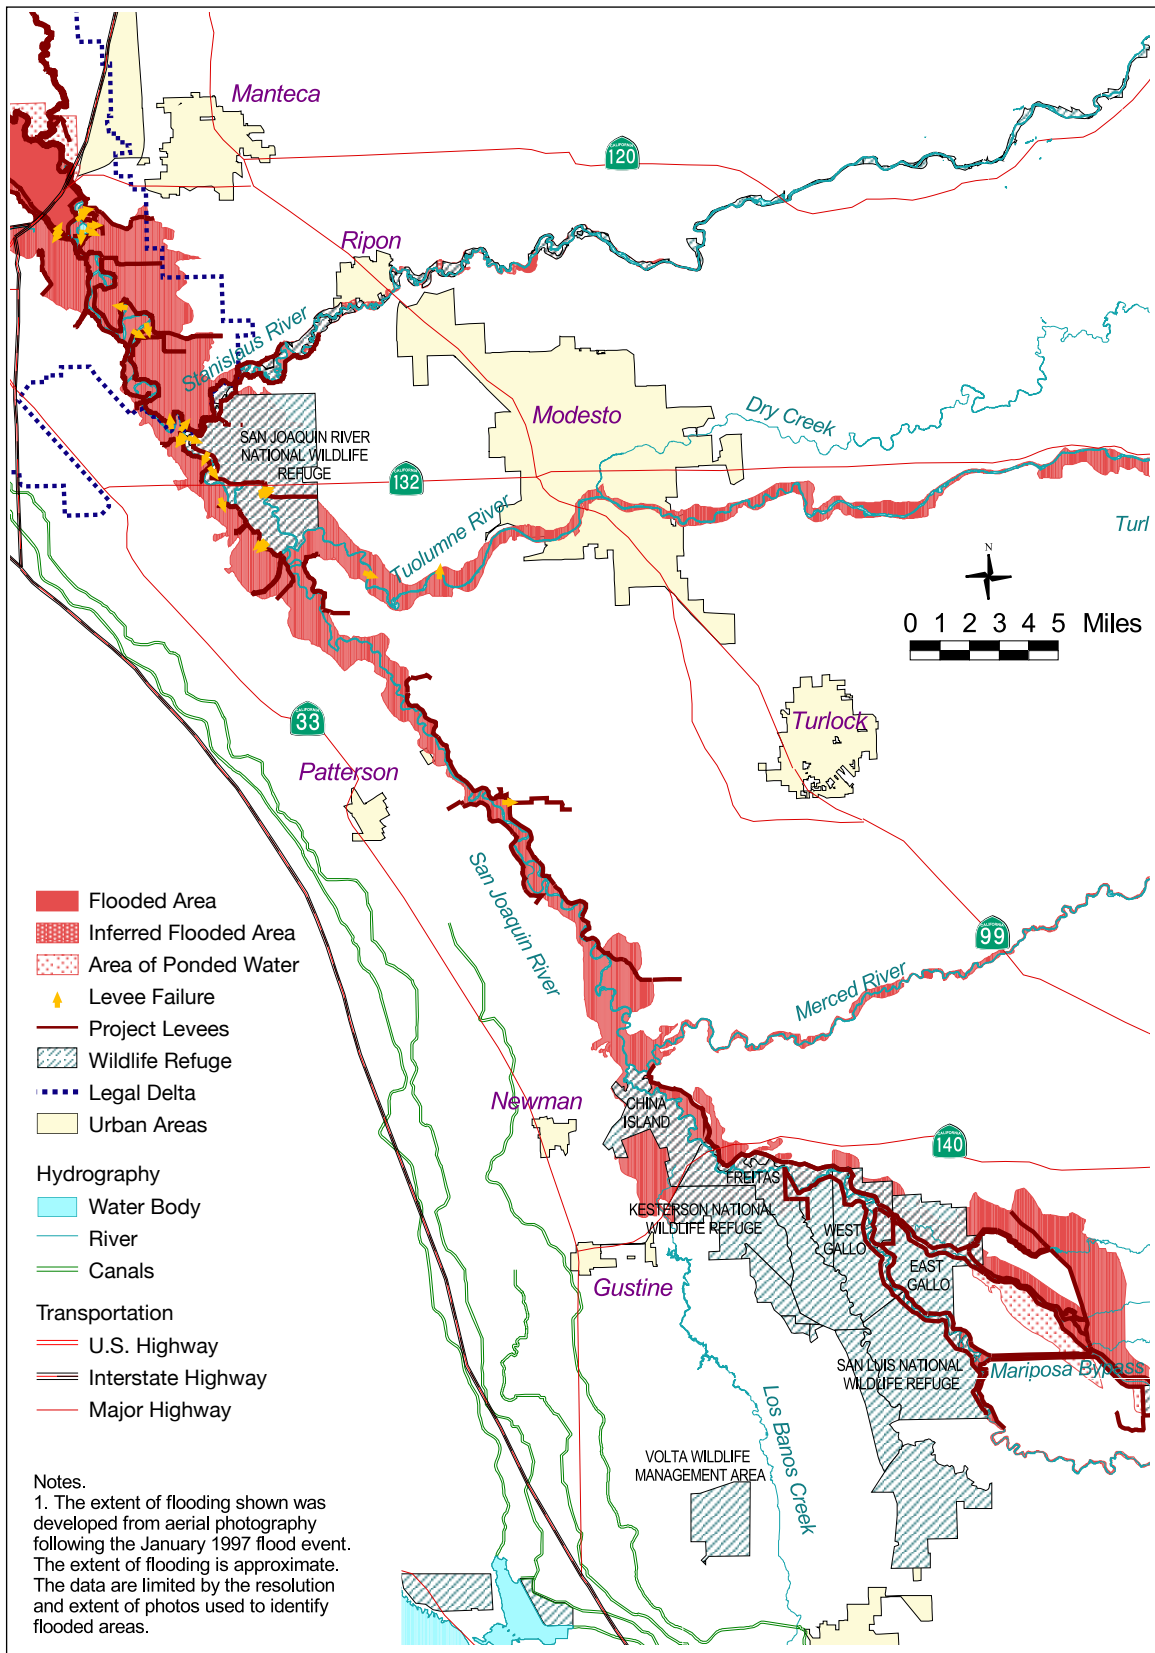 Manteca
CALIFORNIA
120
Ripon
Stanislaus River
Modesto
Dry Creek
SAN JOAQUIN RIVER
NATIONAL WILDLIFE
REFUGE
CALIFORNIA
132
Tuolumne River
Turl
N
0 1 2 3 4 5 Miles
CALIFORNIA
33
Turlock
Patterson
San Joaquin River
CALIFORNIA
99
Merced River
Flooded Area
Inferred Flooded Area
Area of Ponded Water
Levee Failure
Project Levees
Wildlife Refuge
Legal Delta
Urban Areas
Hydrography
Water Body
River
Canals
Transportation
U.S. Highway
Interstate Highway
Major Highway
Newman
CHINA
ISLAND
CALIFORNIA
140
FREITAS
KESTERSON NATIONAL
WILDLIFE REFUGE
WEST
GALLO
EAST
GALLO
Gustine
SAN LUIS NATIONAL
WILDLIFE REFUGE
Mariposa Bypass
Los Banos Creek
VOLTA WILDLIFE
MANAGEMENT AREA
Notes.
1. The extent of flooding shown was
developed from aerial photography
following the January 1997 flood event.
The extent of flooding is approximate.
The data are limited by the resolution
and extent of photos used to identify
flooded areas.